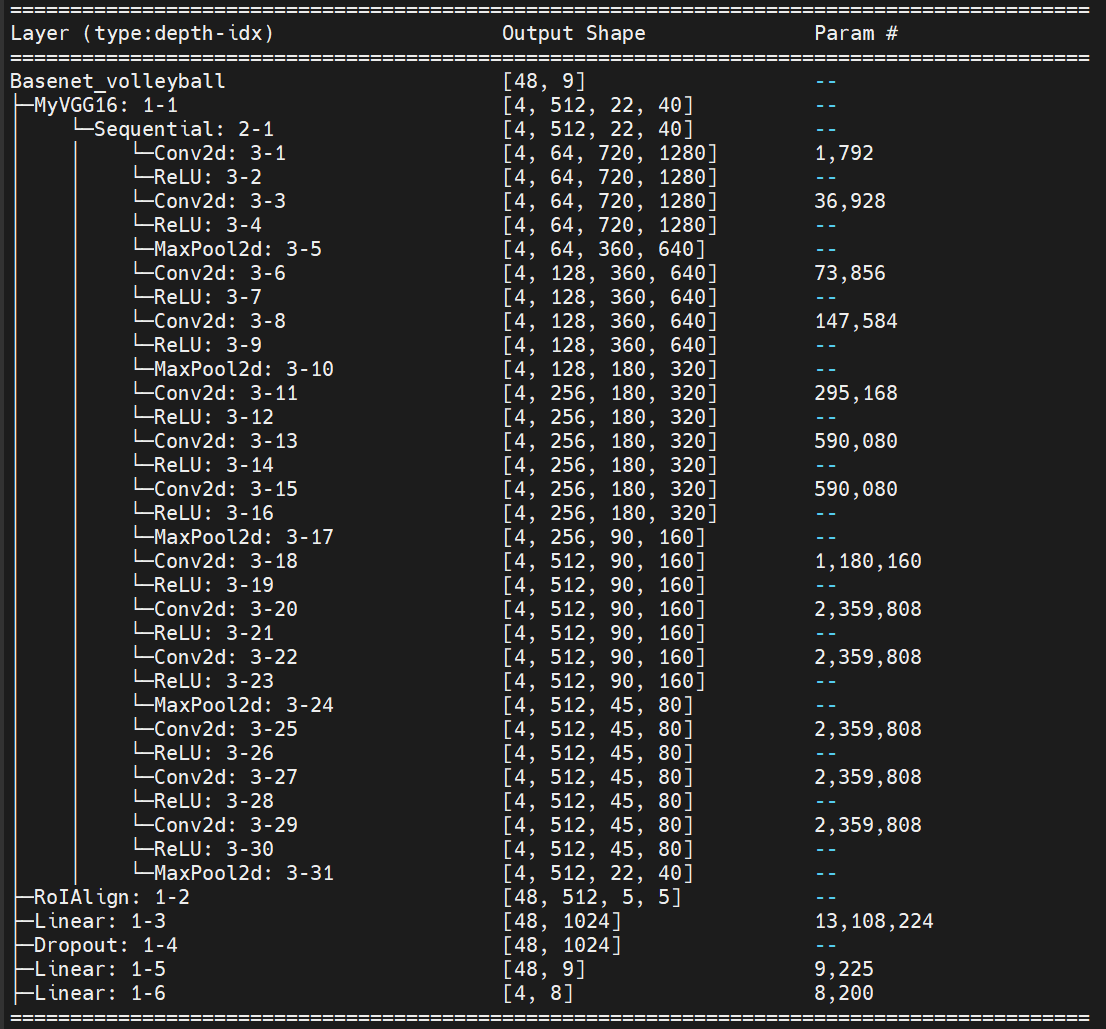 ==========================================================================================
Layer (type:depth-idx)                   Output Shape              Param #
==========================================================================================
Basenet_volleyball                       [48, 9]                   --
├─MyVGG16: 1-1                           [4, 512, 22, 40]          --
│    └─Sequential: 2-1                   [4, 512, 22, 40]          --
│    │    └─Conv2d: 3-1                  [4, 64, 720, 1280]        1,792
│    │    └─ReLU: 3-2                    [4, 64, 720, 1280]        --
│    │    └─Conv2d: 3-3                  [4, 64, 720, 1280]        36,928
│    │    └─ReLU: 3-4                    [4, 64, 720, 1280]        --
│    │    └─MaxPool2d: 3-5               [4, 64, 360, 640]         --
│    │    └─Conv2d: 3-6                  [4, 128, 360, 640]        73,856
│    │    └─ReLU: 3-7                    [4, 128, 360, 640]        --
│    │    └─Conv2d: 3-8                  [4, 128, 360, 640]        147,584
│    │    └─ReLU: 3-9                    [4, 128, 360, 640]        --
│    │    └─MaxPool2d: 3-10              [4, 128, 180, 320]        --
│    │    └─Conv2d: 3-11                 [4, 256, 180, 320]        295,168
│    │    └─ReLU: 3-12                   [4, 256, 180, 320]        --
│    │    └─Conv2d: 3-13                 [4, 256, 180, 320]        590,080
│    │    └─ReLU: 3-14                   [4, 256, 180, 320]        --
│    │    └─Conv2d: 3-15                 [4, 256, 180, 320]        590,080
│    │    └─ReLU: 3-16                   [4, 256, 180, 320]        --
│    │    └─MaxPool2d: 3-17              [4, 256, 90, 160]         --
│    │    └─Conv2d: 3-18                 [4, 512, 90, 160]         1,180,160
│    │    └─ReLU: 3-19                   [4, 512, 90, 160]         --
│    │    └─Conv2d: 3-20                 [4, 512, 90, 160]         2,359,808
│    │    └─ReLU: 3-21                   [4, 512, 90, 160]         --
│    │    └─Conv2d: 3-22                 [4, 512, 90, 160]         2,359,808
│    │    └─ReLU: 3-23                   [4, 512, 90, 160]         --
│    │    └─MaxPool2d: 3-24              [4, 512, 45, 80]          --
│    │    └─Conv2d: 3-25                 [4, 512, 45, 80]          2,359,808
│    │    └─ReLU: 3-26                   [4, 512, 45, 80]          --
│    │    └─Conv2d: 3-27                 [4, 512, 45, 80]          2,359,808
│    │    └─ReLU: 3-28                   [4, 512, 45, 80]          --
│    │    └─Conv2d: 3-29                 [4, 512, 45, 80]          2,359,808
│    │    └─ReLU: 3-30                   [4, 512, 45, 80]          --
│    │    └─MaxPool2d: 3-31              [4, 512, 22, 40]          --
├─RoIAlign: 1-2                          [48, 512, 5, 5]           --
├─Linear: 1-3                            [48, 1024]                13,108,224
├─Dropout: 1-4                           [48, 1024]                --
├─Linear: 1-5                            [48, 9]                   9,225
├─Linear: 1-6                            [4, 8]                    8,200
==========================================================================================